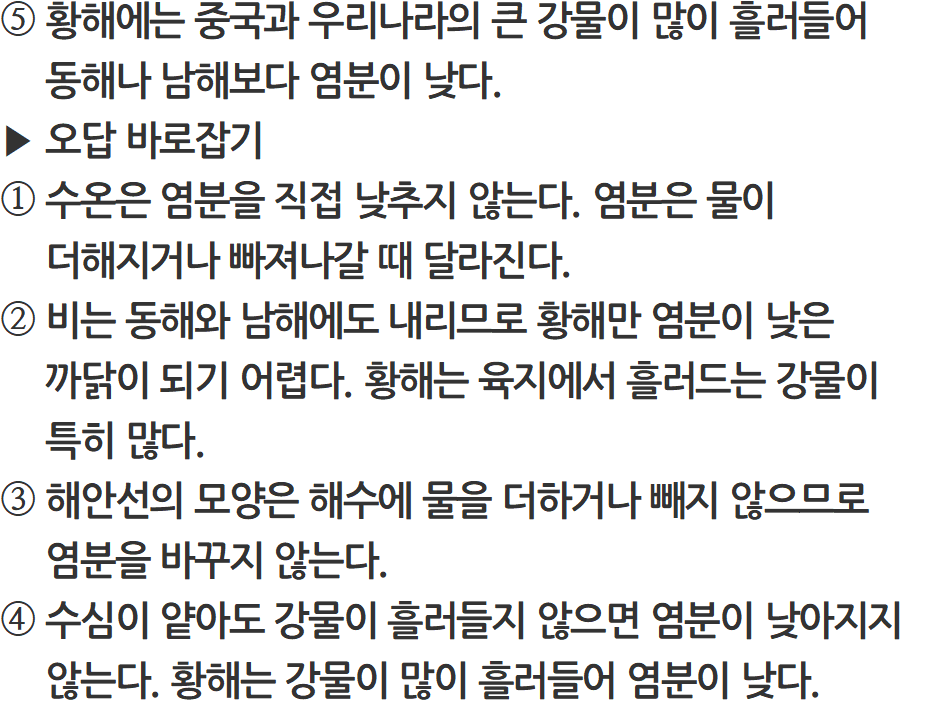 ⑤ 황해에는 중국과 우리나라의 큰 강물이 많이 흘러들어
동해나 남해보다 염분이 낮다.
▶ 오답 바로잡기
① 수온은 염분을 직접 낮추지 않는다. 염분은 물이
더해지거나 빠져나갈 때 달라진다.
② 비는 동해와 남해에도 내리므로 황해만 염분이 낮은
까닭이 되기 어렵다. 황해는 육지에서 흘러드는 강물이
특히 많다.
③ 해안선의 모양은 해수에 물을 더하거나 빼지 않으므로
염분을 바꾸지 않는다.
④ 수심이 얕아도 강물이 흘러들지 않으면 염분이 낮아지지
않는다. 황해는 강물이 많이 흘러들어 염분이 낮다.